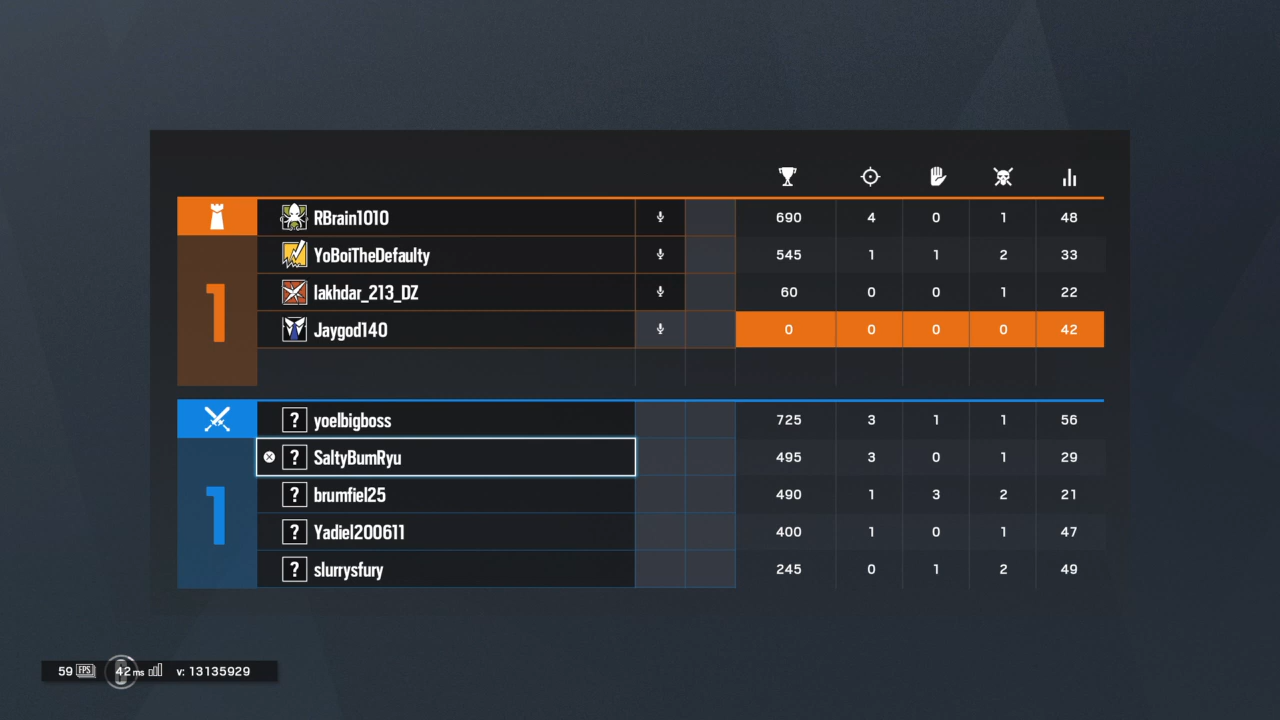 RBrain1010 690 4 0 1 48
YoBoiTheDefaulty 545 1 1 2 33
1
lakhdar_213_DZ 60 0 0 1 22
Jaygod140 0 0 0 0 42
? yoelbigboss 725 3 1 1 56
? SaltyBumRyu 495 3 0 1 29
1
? brumfiel25 490 1 3 2 21
? Yadiel200611 400 1 0 1 47
? slurrysfury 245 0 1 2 49
59 FPS 42 ms v: 13135929